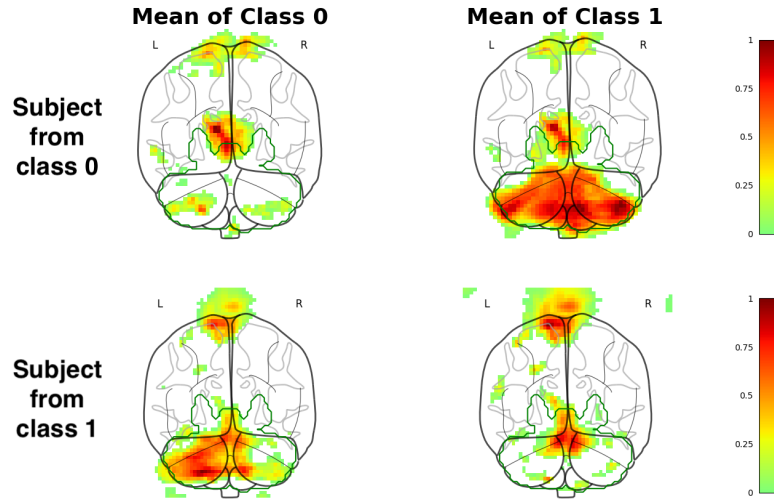 Mean of Class 0
Mean of Class 1
L
R
L
R
1
0.75
0.5
0.25
0
Subject
from
class 0
L
R
L
R
1
0.75
0.5
0.25
0
Subject
from
class 1